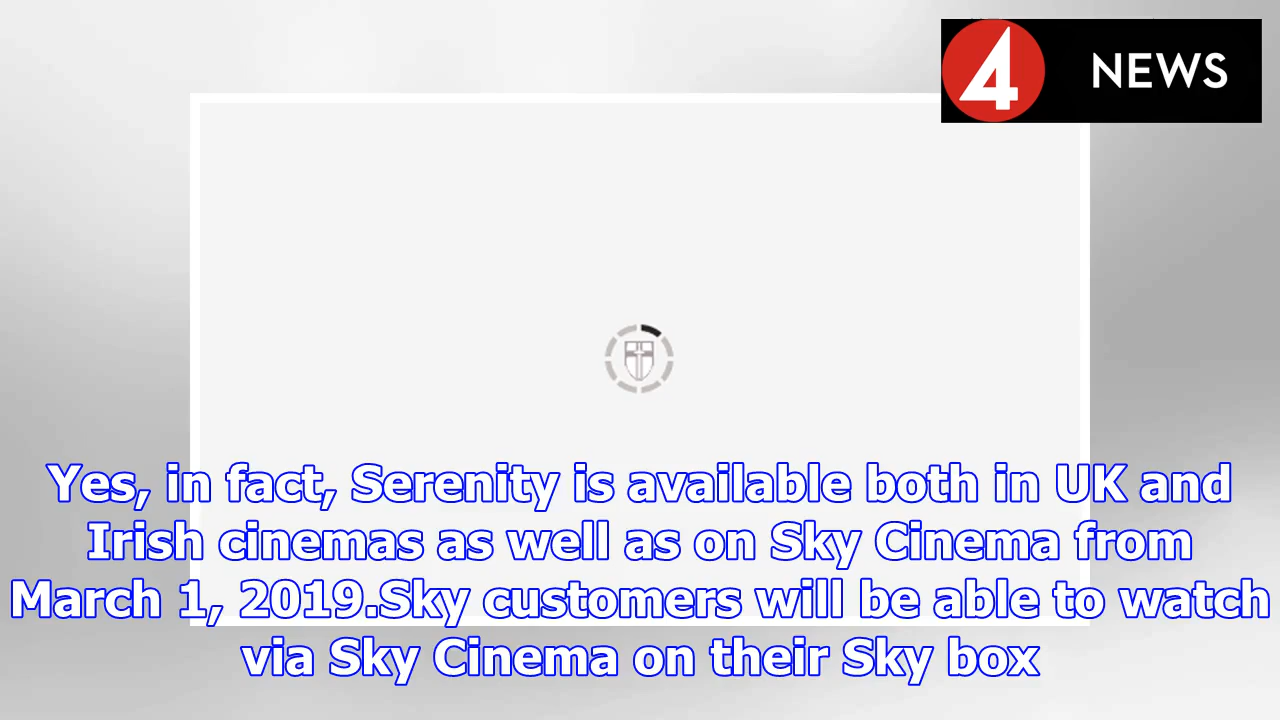 4 NEWS
Yes, in fact, Serenity is available both in UK and
Irish cinemas as well as on Sky Cinema from
March 1, 2019.Sky customers will be able to watch
via Sky Cinema on their Sky box